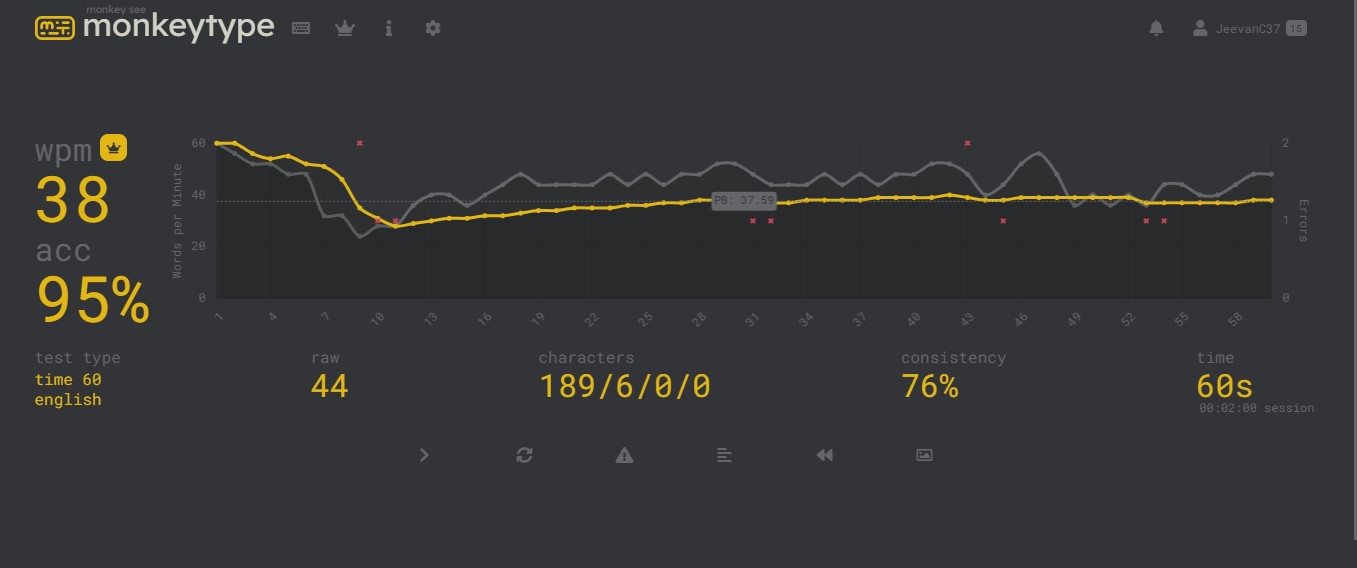 monkey see
monkeytype
JeevanC37 15
wpm
38
acc
95%
Words per Minute
60
40
20
0
PB: 37.59
2
1
0
Errors
1 4 7 10 13 16 19 22 25 28 31 34 37 40 43 46 49 52 55 58
test type
time 60
english
raw
44
characters
189/6/0/0
consistency
76%
time
60s
00:02:00 session